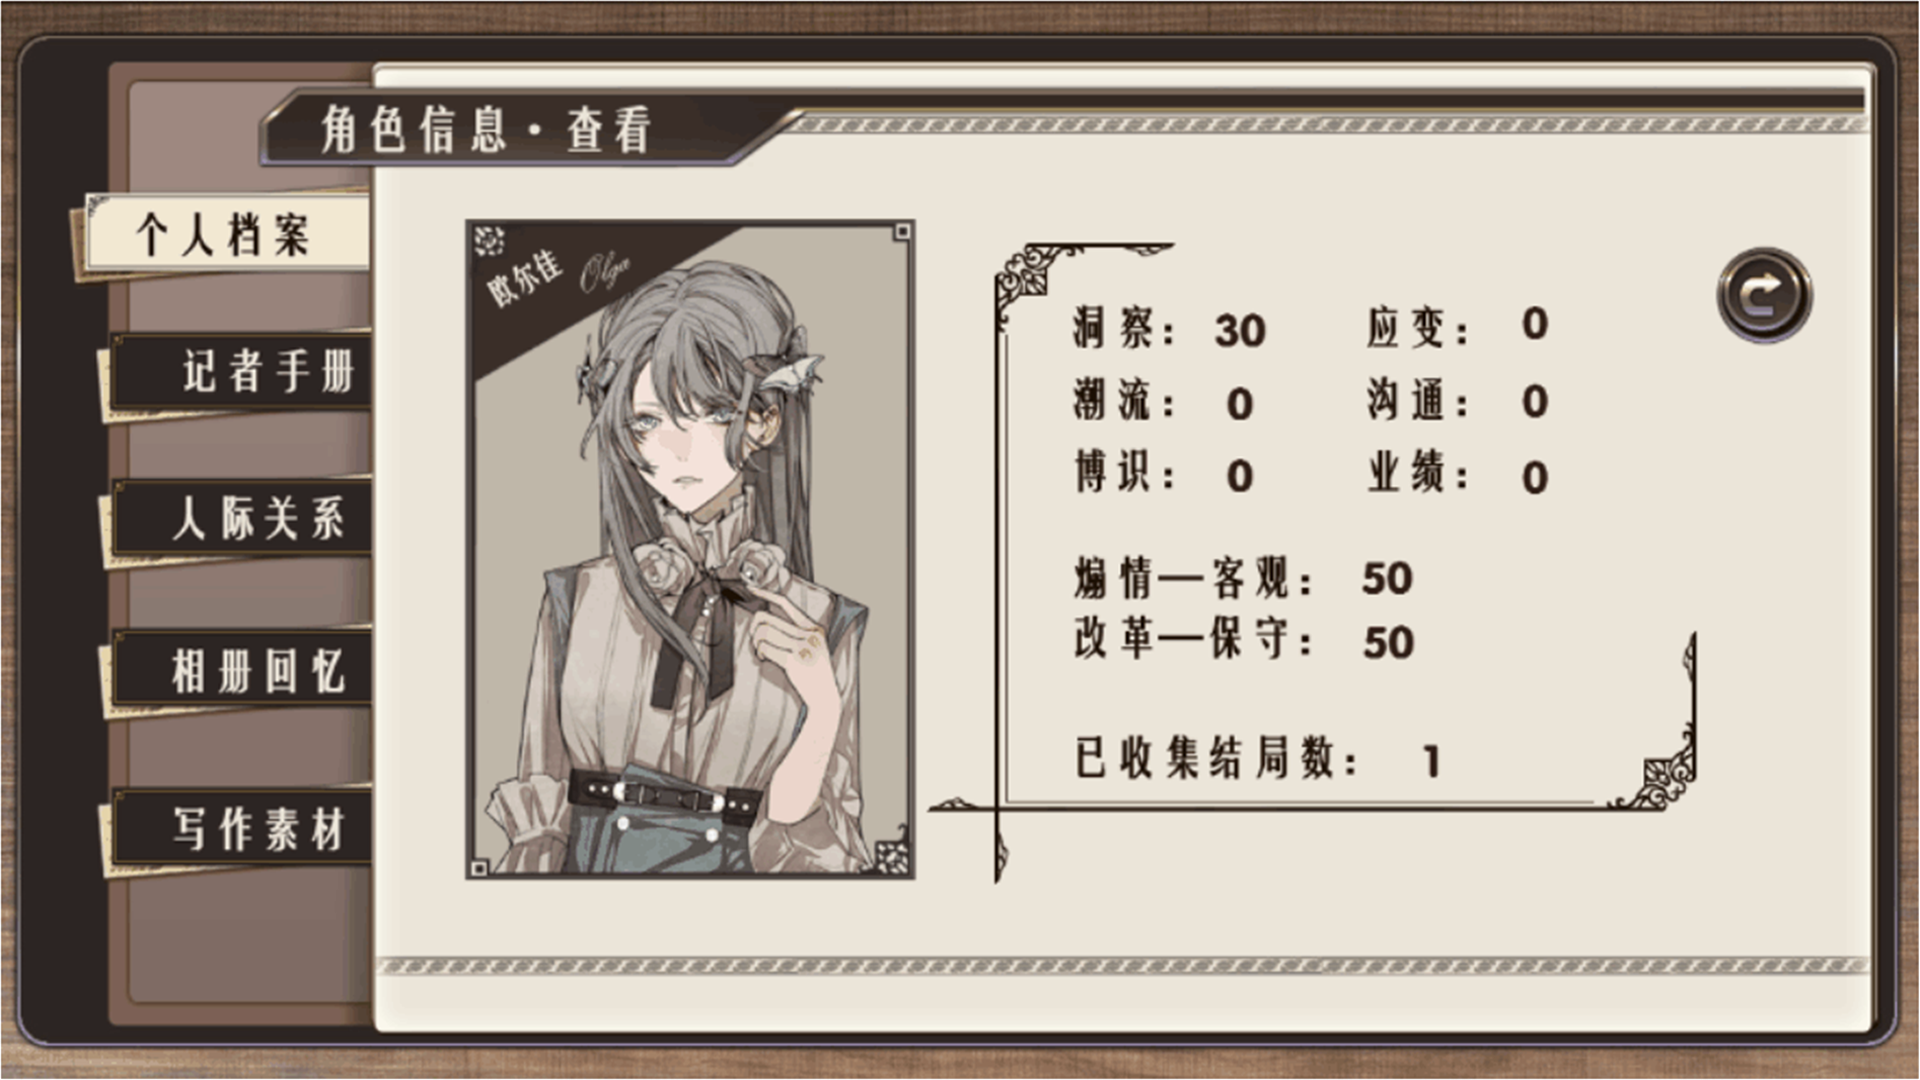 角色信息·查看
个人档案
记者手册
人际关系
相册回忆
写作素材
欧尔佳 Olga
洞察： 30 应变： 0
潮流： 0 沟通： 0
博识： 0 业绩： 0
煽情—客观： 50
改革—保守： 50
已收集结局数： 1